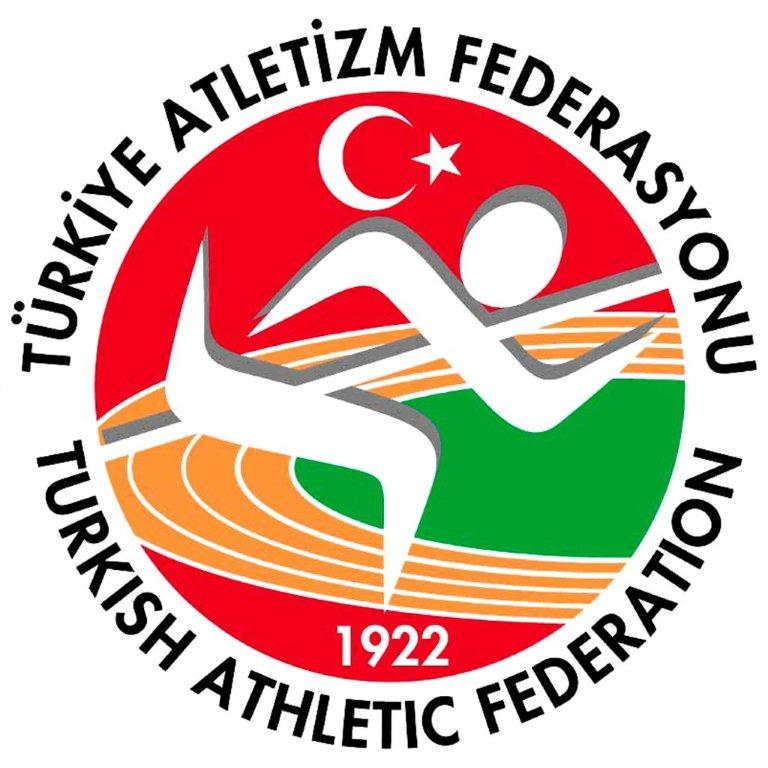 TÜRKİYE ATLETİZM FEDERASYONU
1922
TURKISH ATHLETIC FEDERATION